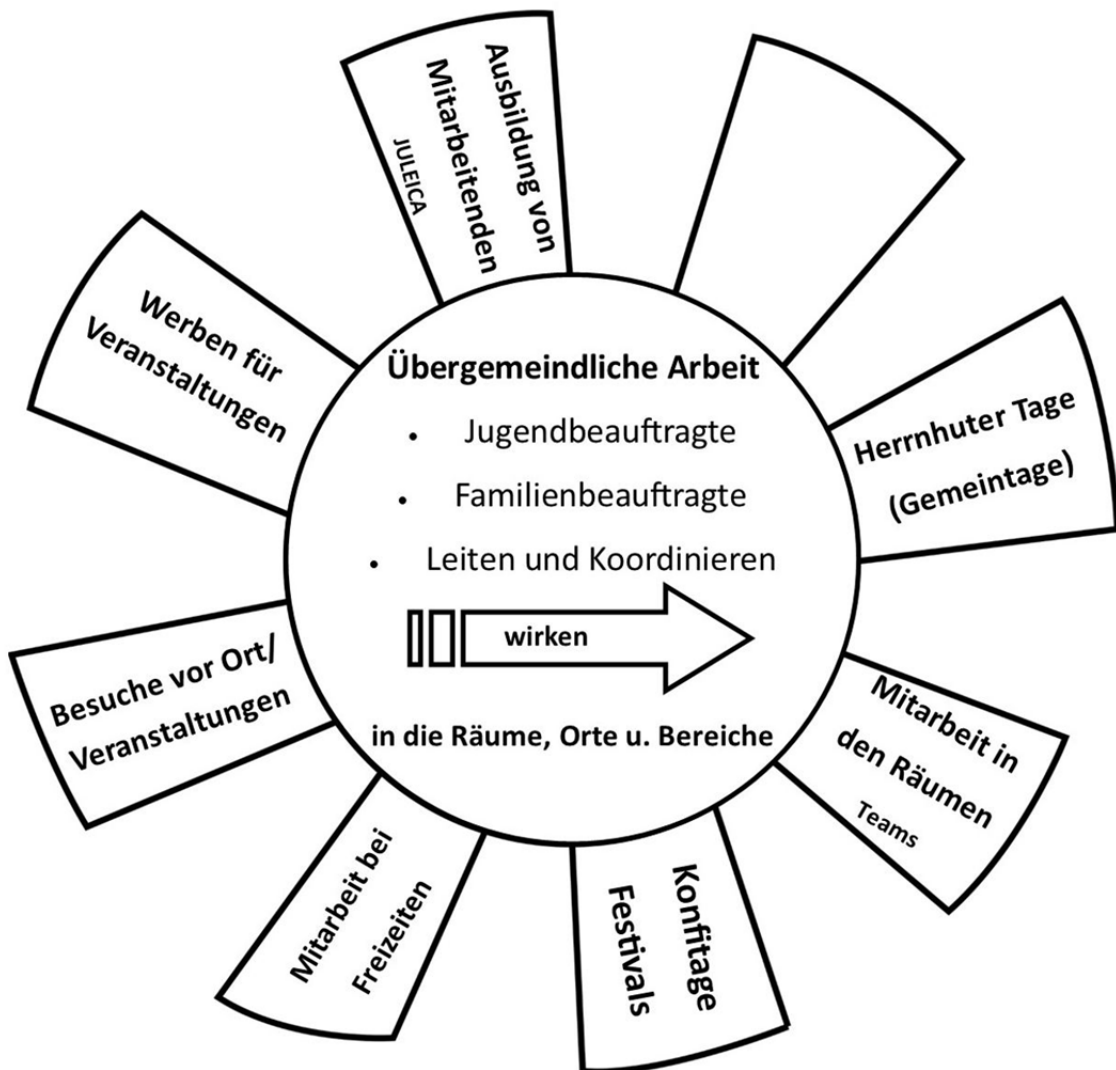 Übergemeindliche Arbeit
• Jugendbeauftragte
• Familienbeauftragte
• Leiten und Koordinieren
wirken
in die Räume, Orte u. Bereiche
Ausbildung von
Mitarbeitenden
JULEICA
Herrnhuter Tage
(Gemeintage)
Mitarbeit in
den Räumen
Teams
Konfitage
Festivals
Mitarbeit bei
Freizeiten
Besuche vor Ort/
Veranstaltungen
Werben für
Veranstaltungen